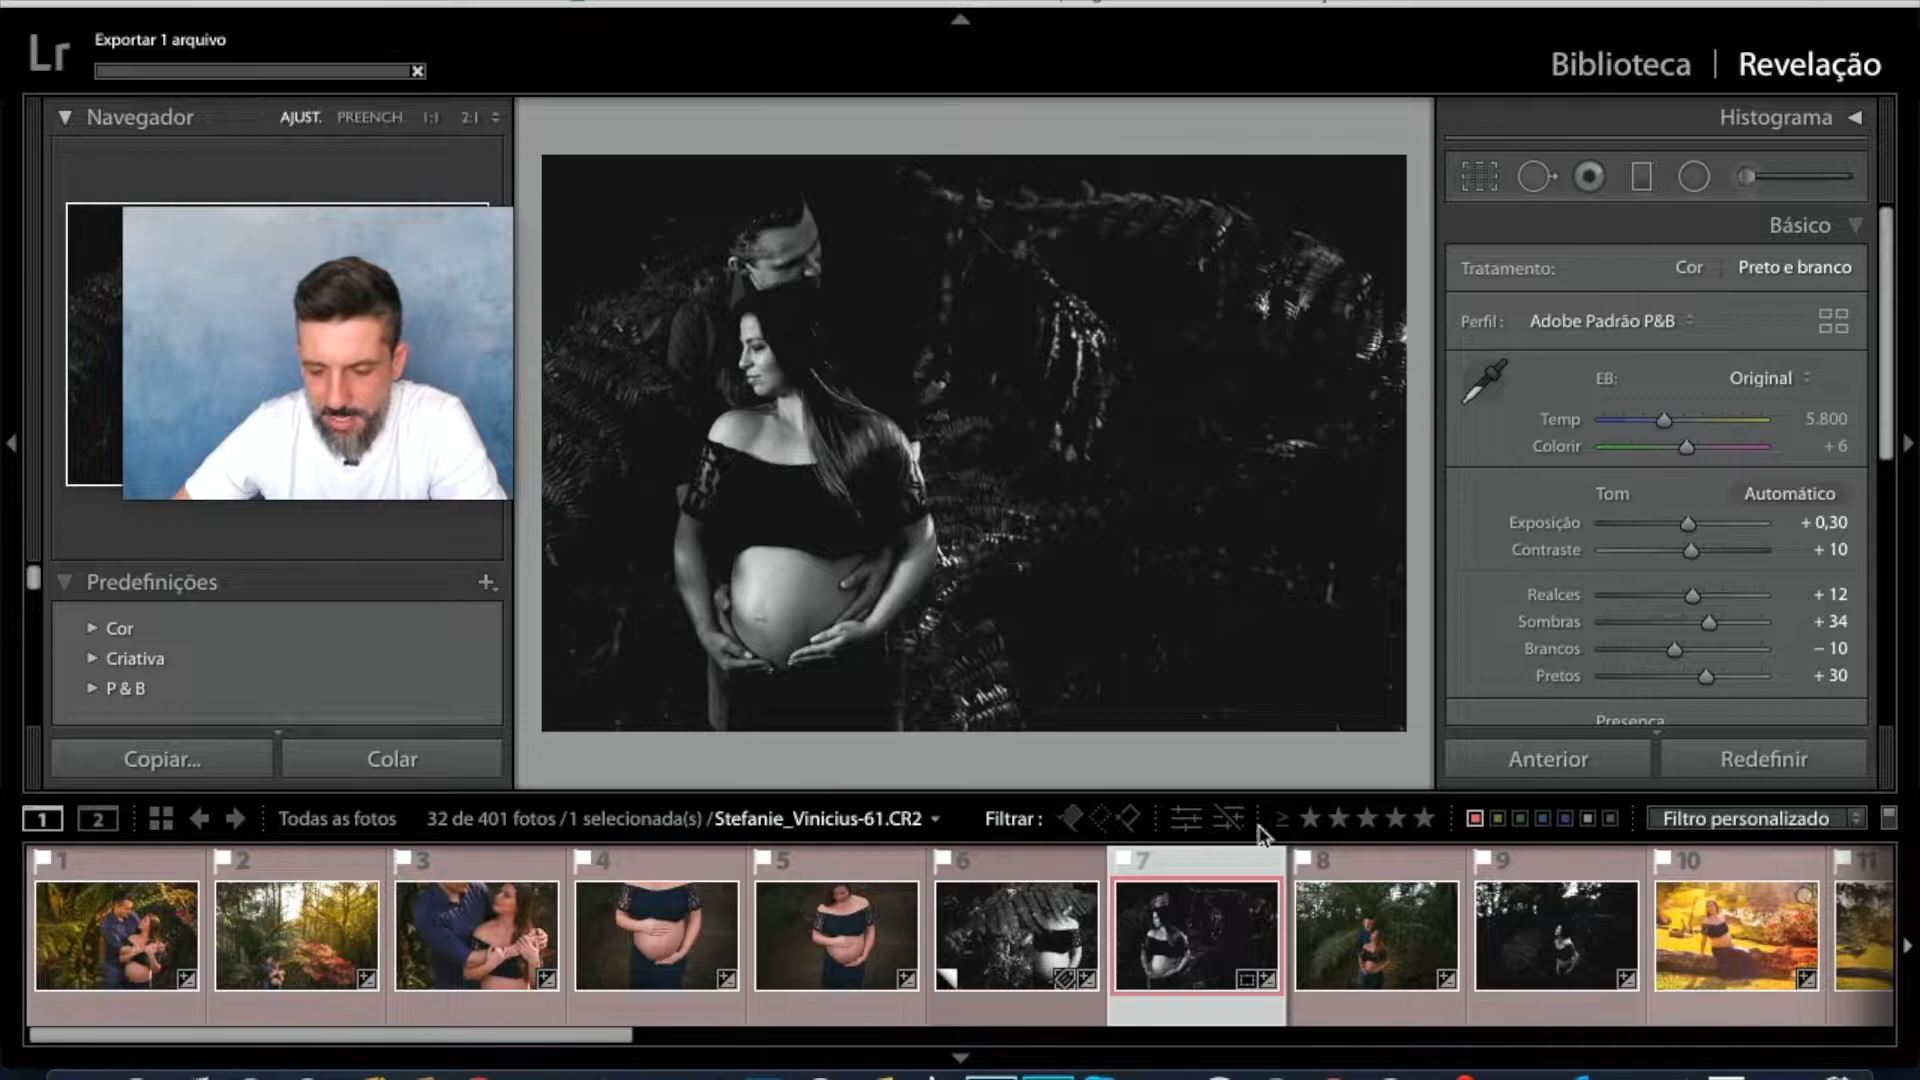 Lr
Exportar 1 arquivo
Biblioteca | Revelação
Navegador
AJUST. PREENCH. 1:1 2:1
Histograma
Básico
Tratamento: Cor Preto e branco
Perfil: Adobe Padrão P&B
EB: Original
Temp 5.800
Colorir + 6
Tom Automático
Exposição + 0,30
Contraste + 10
Realces + 12
Sombras + 34
Brancos − 10
Pretos + 30
Presença
Predefinições
Cor
Criativa
P & B
Copiar... Colar
Anterior Redefinir
1 2 Todas as fotos 32 de 401 fotos /1 selecionada(s) /Stefanie_Vinicius-61.CR2 Filtrar : Filtro personalizado
1 2 3 4 5 6 7 8 9 10 11